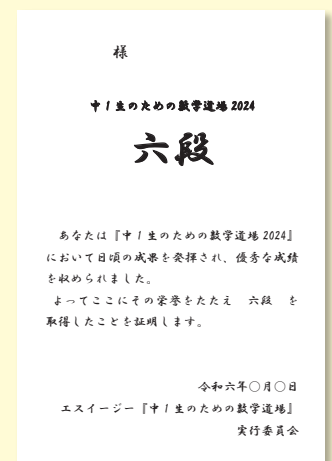 様
中1生のための数学道場2024
六段
あなたは『中1生のための数学道場2024』
において日頃の成果を発揮され、優秀な成績
を収められました。
よってここにその栄誉をたたえ 六段 を
取得したことを証明します。
令和六年○月○日
エスイージー『中1生のための数学道場』
実行委員会